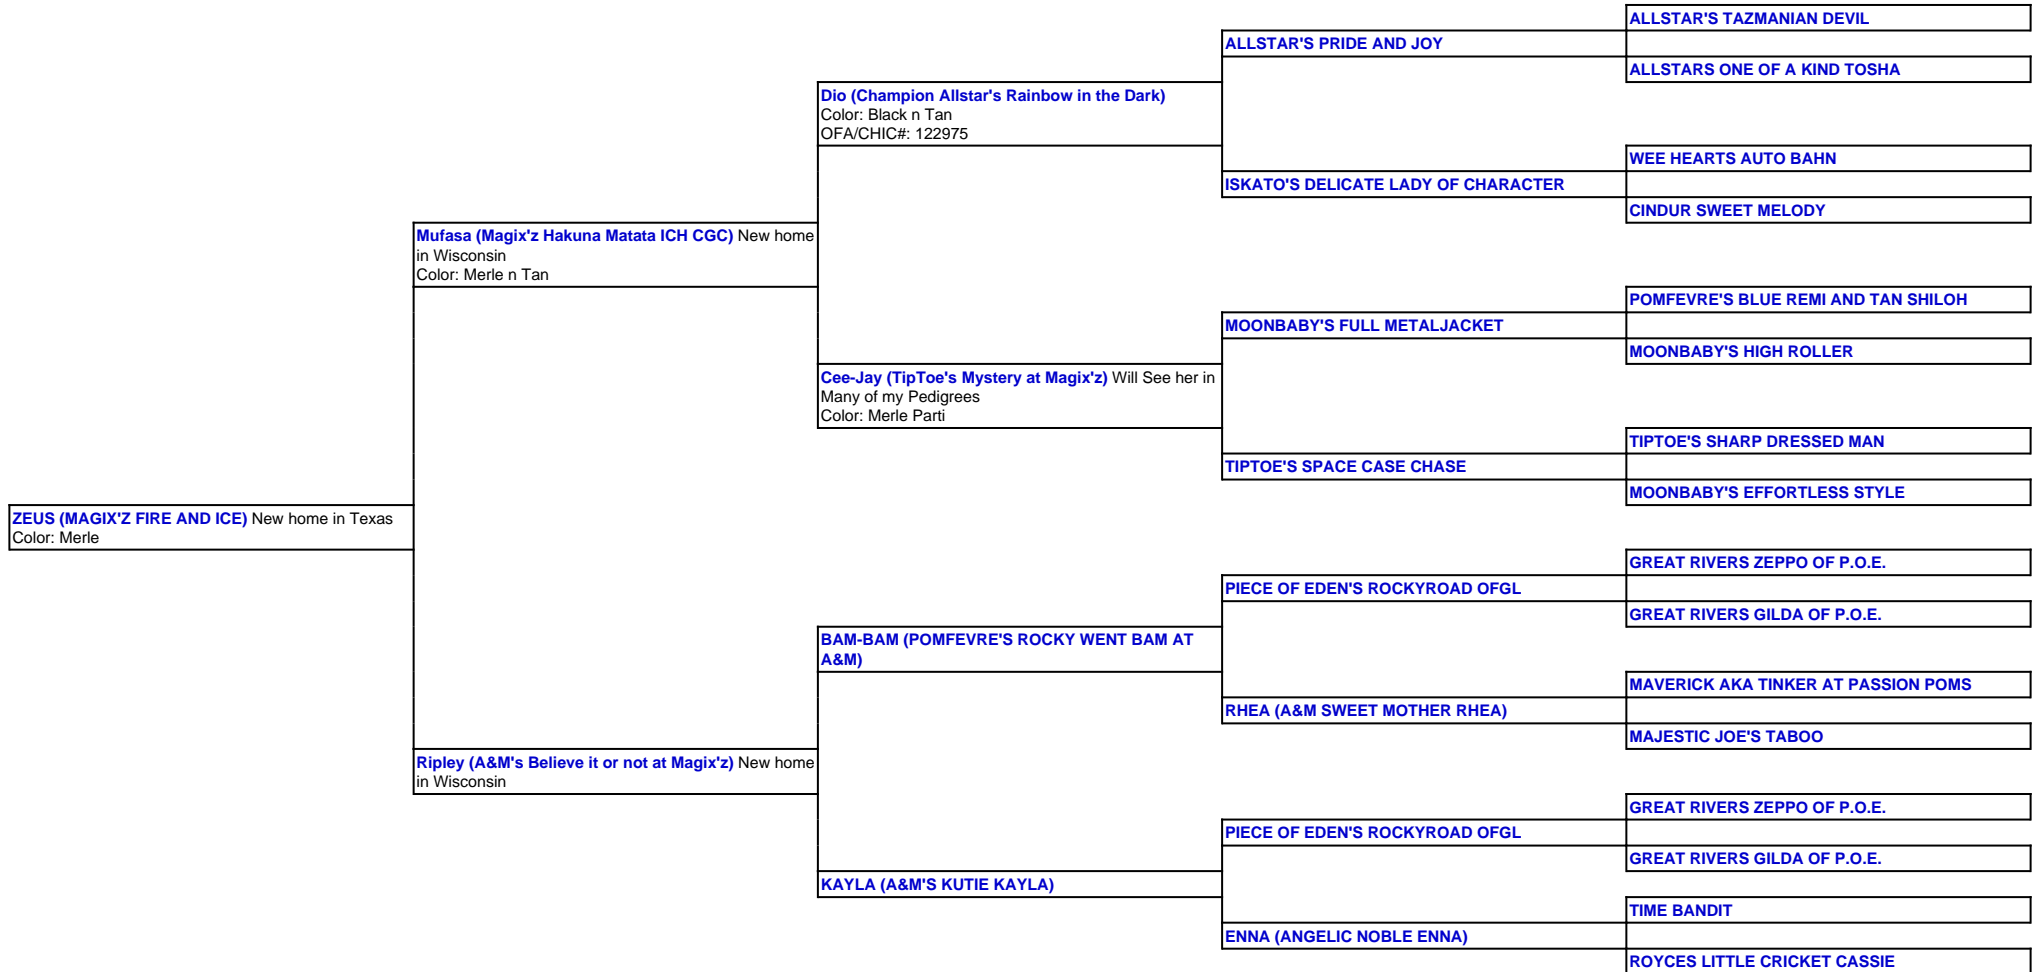 ALLSTAR'S TAZMANIAN DEVIL
ALLSTAR'S PRIDE AND JOY
ALLSTARS ONE OF A KIND TOSHA
Dio (Champion Allstar's Rainbow in the Dark)
Color: Black n Tan
OFA/CHIC#: 122975
WEE HEARTS AUTO BAHN
ISKATO'S DELICATE LADY OF CHARACTER
CINDUR SWEET MELODY
Mufasa (Magix'z Hakuna Matata ICH CGC) New home
in Wisconsin
Color: Merle n Tan
POMFEVRE'S BLUE REMI AND TAN SHILOH
MOONBABY'S FULL METALJACKET
MOONBABY'S HIGH ROLLER
Cee-Jay (TipToe's Mystery at Magix'z) Will See her in
Many of my Pedigrees
Color: Merle Parti
TIPTOE'S SHARP DRESSED MAN
TIPTOE'S SPACE CASE CHASE
MOONBABY'S EFFORTLESS STYLE
ZEUS (MAGIX'Z FIRE AND ICE) New home in Texas
Color: Merle
GREAT RIVERS ZEPPO OF P.O.E.
PIECE OF EDEN'S ROCKYROAD OFGL
GREAT RIVERS GILDA OF P.O.E.
BAM-BAM (POMFEVRE'S ROCKY WENT BAM AT
A&M)
MAVERICK AKA TINKER AT PASSION POMS
RHEA (A&M SWEET MOTHER RHEA)
MAJESTIC JOE'S TABOO
Ripley (A&M's Believe it or not at Magix'z) New home
in Wisconsin
GREAT RIVERS ZEPPO OF P.O.E.
PIECE OF EDEN'S ROCKYROAD OFGL
GREAT RIVERS GILDA OF P.O.E.
KAYLA (A&M'S KUTIE KAYLA)
TIME BANDIT
ENNA (ANGELIC NOBLE ENNA)
ROYCES LITTLE CRICKET CASSIE